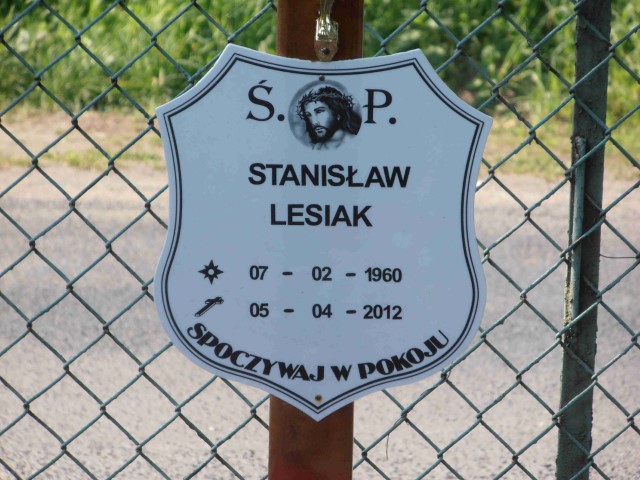 Ś. P.
STANISŁAW
LESIAK
07 - 02 - 1960
05 - 04 - 2012
SPOCZYWAJ W POKOJU